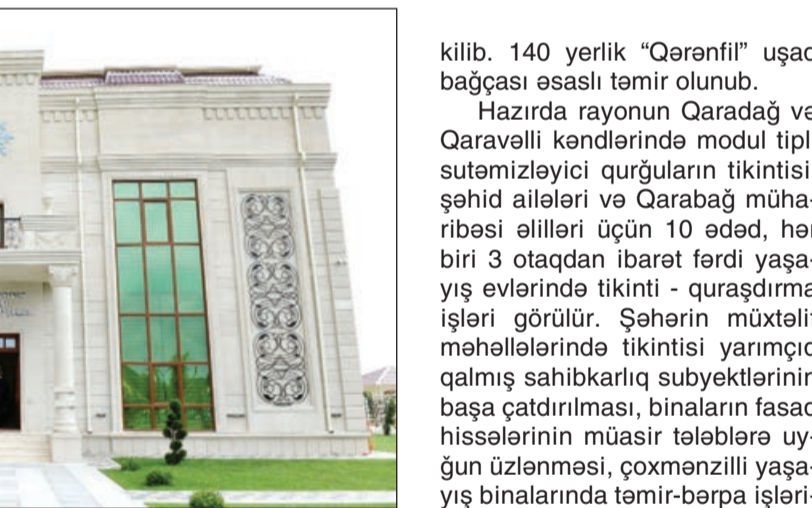 kilib. 140 yerlik “Qərənfil” uşaq
bağçası əsaslı təmir olunub.
Hazırda rayonun Qaradağ və
Qaravəlli kəndlərində modul tipli
sutəmizləyici qurğuların tikintisi
şəhid ailələri və Qarabağ müha-
ribəsi əlilləri üçün 10 ədəd, hər
biri 3 otaqdan ibarət fərdi yaşa-
yış evlərində tikinti - quraşdırma
işləri görülür. Şəhərin müxtəlif
məhəllələrində tikintisi yarımçıq
qalmış sahibkarlıq subyektlərinin
başa çatdırılması, binaların fasad
hissələrinin müasir tələblərə uy-
ğun üzlənməsi, çoxmənzilli yaşa-
yış binalarında təmir-bərpa işləri-